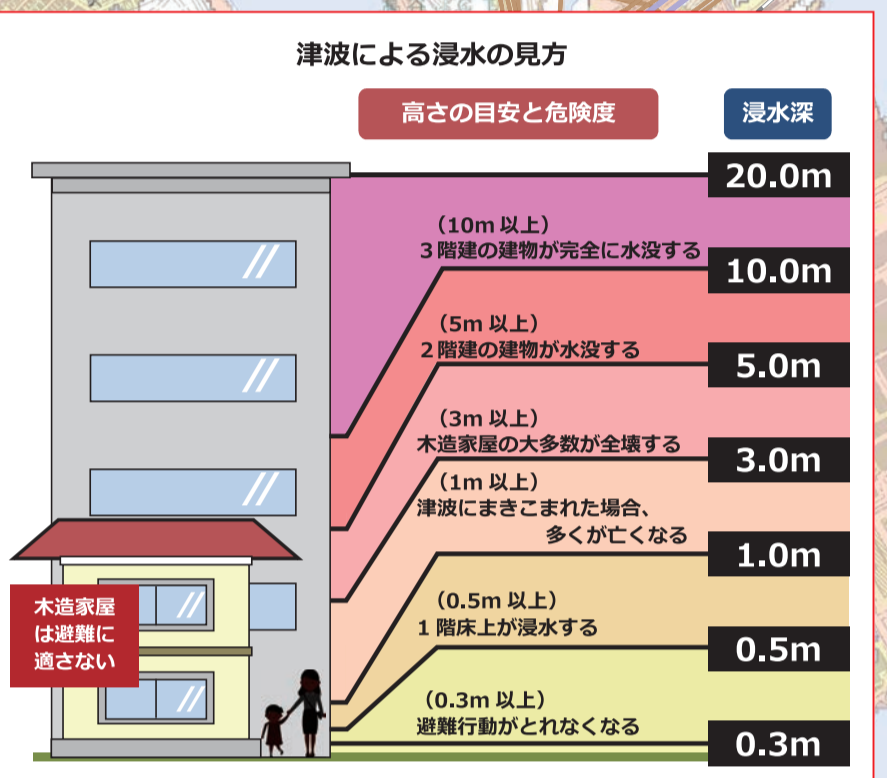 津波による浸水の見方
高さの目安と危険度
浸水深
20.0m
（10m 以上）
３階建の建物が完全に水没する
10.0m
（5m 以上）
２階建の建物が水没する
5.0m
（3m 以上）
木造家屋の大多数が全壊する
3.0m
（1m 以上）
津波にまきこまれた場合、
多くが亡くなる
1.0m
（0.5m 以上）
１階床上が浸水する
0.5m
（0.3m 以上）
避難行動がとれなくなる
0.3m
木造家屋
は避難に
適さない